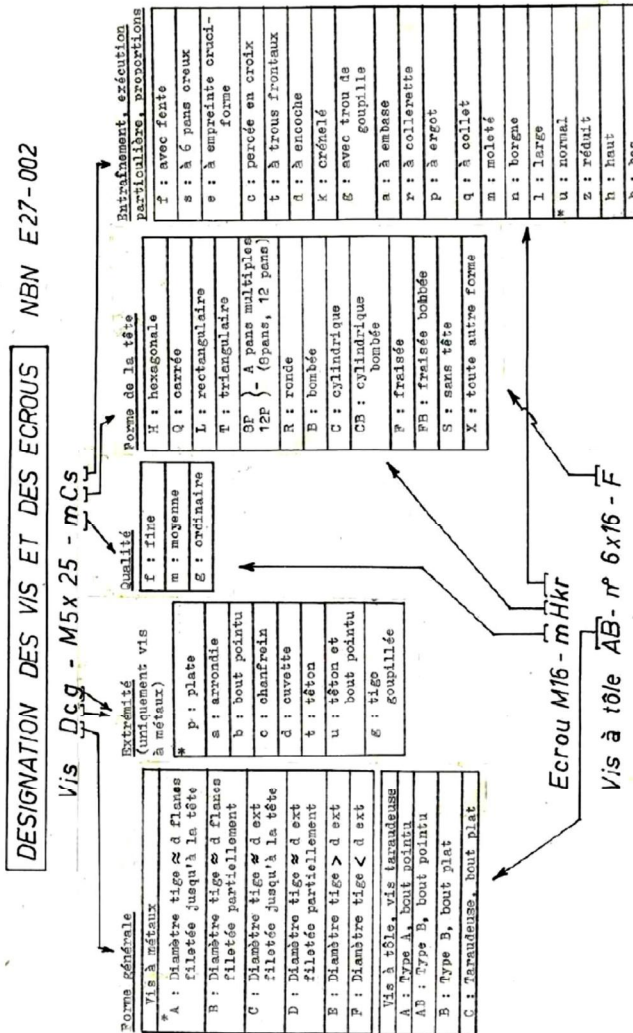 DESIGNATION DES VIS ET DES ECROUS
NBN E27-002
Vis Dcg - M5x 25 - mCs
Forme générale
Vis à métaux
*A : Diamètre tige ≈ d flancs
filetée jusqu'à la tête
B : Diamètre tige ≈ d flancs
filetée partiellement
C : Diamètre tige ≈ d ext
filetée jusqu'à la tête
D : Diamètre tige ≈ d ext
filetée partiellement
E : Diamètre tige > d ext
F : Diamètre tige < d ext
Vis à tôle, vis taraudeuse
A : Type A, bout pointu
AB : Type B, bout pointu
B : Type B, bout plat
C : Taraudeuse, bout plat
Extrémité
(uniquement vis
à métaux)
* p : plate
a : arrondie
b : bout pointu
c : chanfrein
d : cuvette
t : têton
u : têton et
bout pointu
g : tige
goupillée
Qualité
f : fine
m : moyenne
g : ordinaire
Forme de la tête
H : hexagonale
Q : carrée
L : rectangulaire
T : triangulaire
8P } - A pans multiples
12P } (8pans, 12 pans)
R : ronde
B : bombée
C : cylindrique
CB : cylindrique
bombée
F : fraisée
FB : fraisée bombée
S : sans tête
X : toute autre forme
Entraînement, exécution
particulière, proportions
f : avec fente
s : à 6 pans creux
e : à empreinte cruci-
forme
c : percée en croix
t : à trous frontaux
d : à encoche
k : crénelé
g : avec trou de
goupille
a : à embase
r : à collerette
p : à ergot
q : à collet
m : moleté
n : borgne
l : large
* u : normal
z : réduit
h : haut
b : bas
Ecrou M16 - mHkr
Vis à tôle AB - n° 6x16 - F